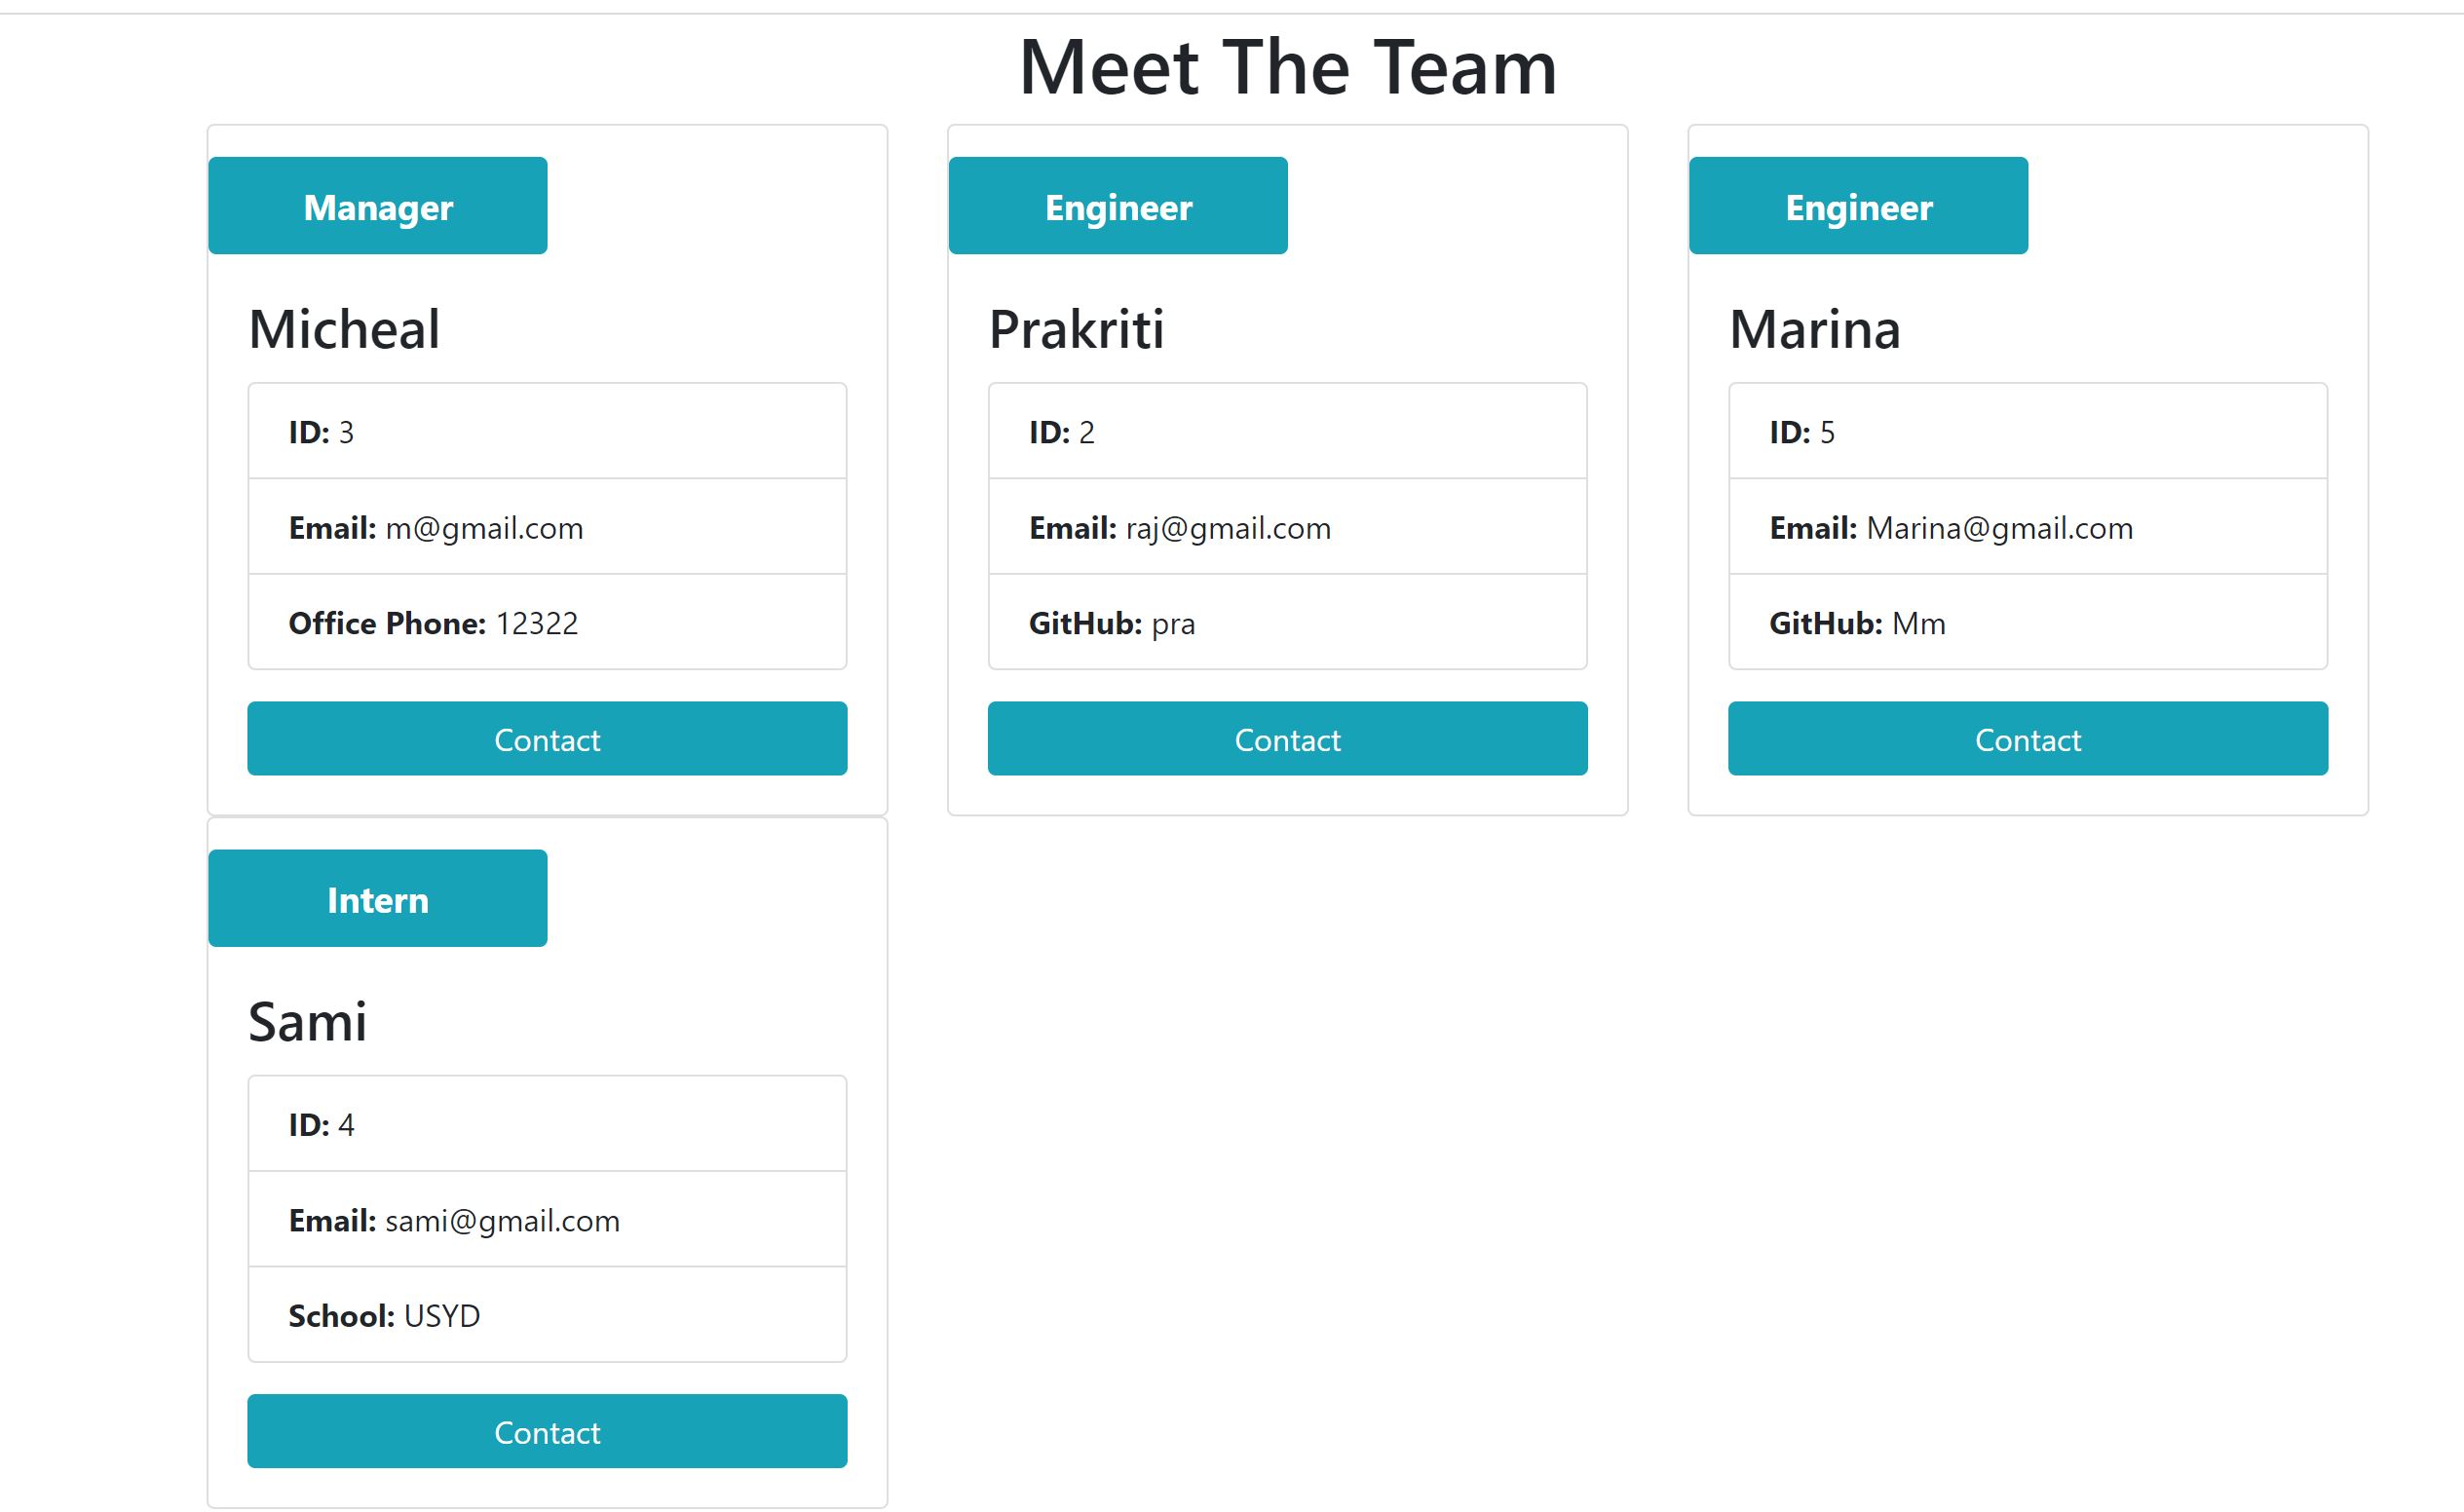 Meet The Team
Manager
Micheal
ID: 3
Email: m@gmail.com
Office Phone: 12322
Contact
Engineer
Prakriti
ID: 2
Email: raj@gmail.com
GitHub: pra
Contact
Engineer
Marina
ID: 5
Email: Marina@gmail.com
GitHub: Mm
Contact
Intern
Sami
ID: 4
Email: sami@gmail.com
School: USYD
Contact